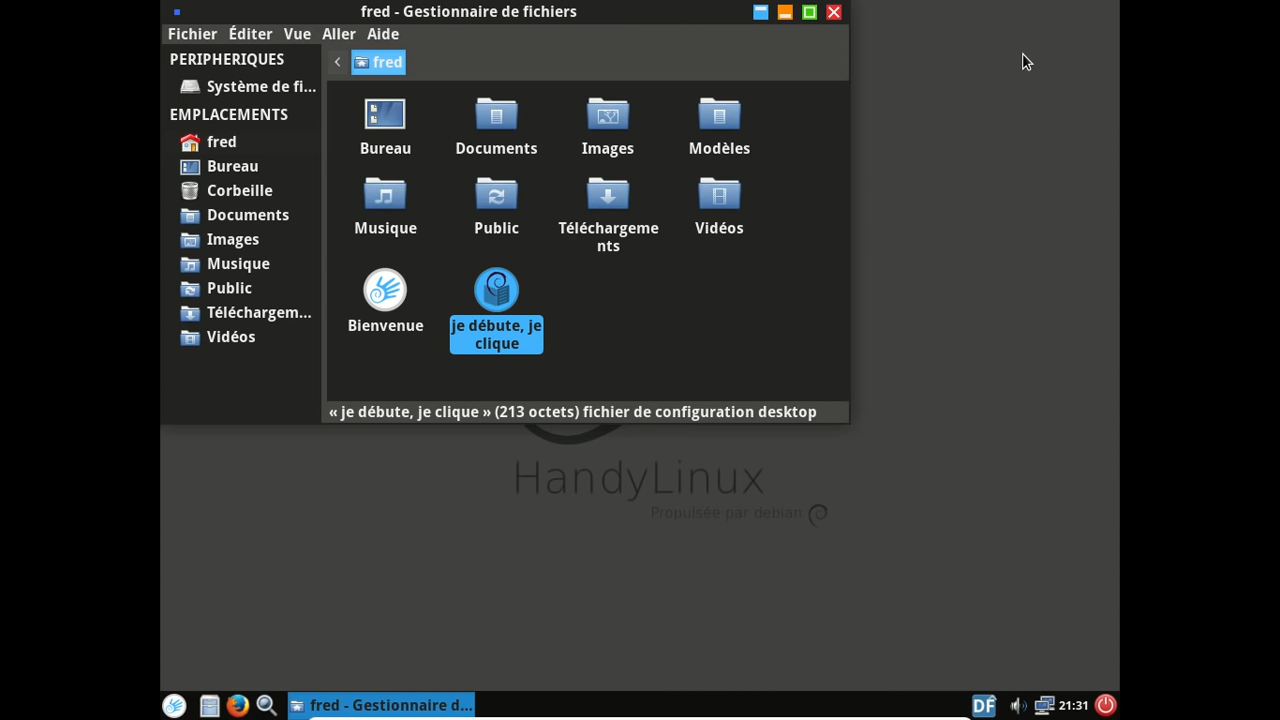 fred - Gestionnaire de fichiers
Fichier Éditer Vue Aller Aide
PERIPHERIQUES
Système de fi...
EMPLACEMENTS
fred
Bureau
Corbeille
Documents
Images
Musique
Public
Téléchargem...
Vidéos
fred
Bureau Documents Images Modèles
Musique Public Téléchargeme
nts
Vidéos
Bienvenue
je débute, je
clique
« je débute, je clique » (213 octets) fichier de configuration desktop
HandyLinux
Propulsée par debian
fred - Gestionnaire d...
DF
21:31